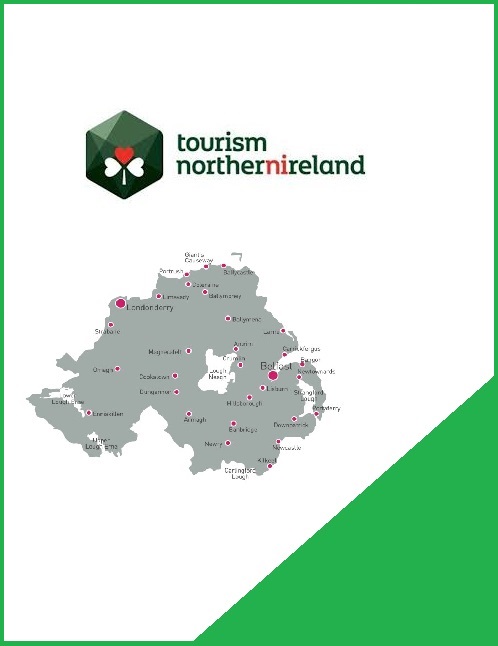 tourism
northernireland
Giant's
Causeway
Portrush
Ballycastle
Coleraine
Limavady
Ballymoney
Londonderry
Strabane
Ballymena
Larne
Magherafelt
Antrim
Carrickfergus
Crumlin
Bangor
Belfast
Omagh
Cookstown
Lough
Neagh
Newtownards
Dungannon
Lisburn
Strangford
Lough
Lower
Lough Erne
Hillsborough
Enniskillen
Portaferry
Armagh
Banbridge
Downpatrick
Upper
Lough Erne
Newry
Newcastle
Kilkeel
Carlingford
Lough